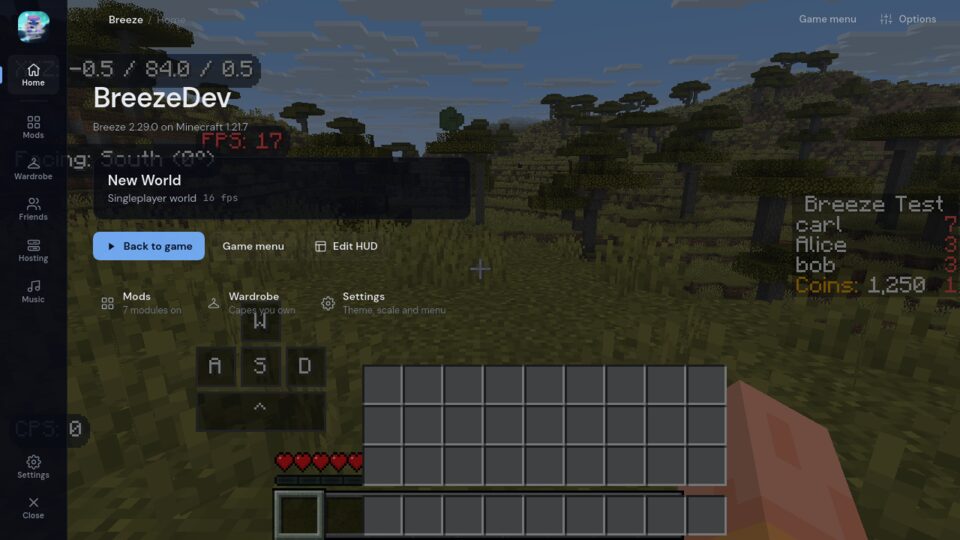 Breeze / Home
Game menu
Options
XYZ: -0.5 / 84.0 / 0.5
Home
BreezeDev
Breeze 2.29.0 on Minecraft 1.21.7
FPS: 17
Mods
Facing: South (0°)
Wardrobe
New World
Singleplayer world 16 fps
Friends
Breeze Test
carl 7
Alice 3
bob 3
Coins: 1,250 1
Hosting
Back to game
Game menu
Edit HUD
Music
Mods
7 modules on
Wardrobe
Capes you own
Settings
Theme, scale and menu
W
A S D
^
CPS: 0
Settings
Close